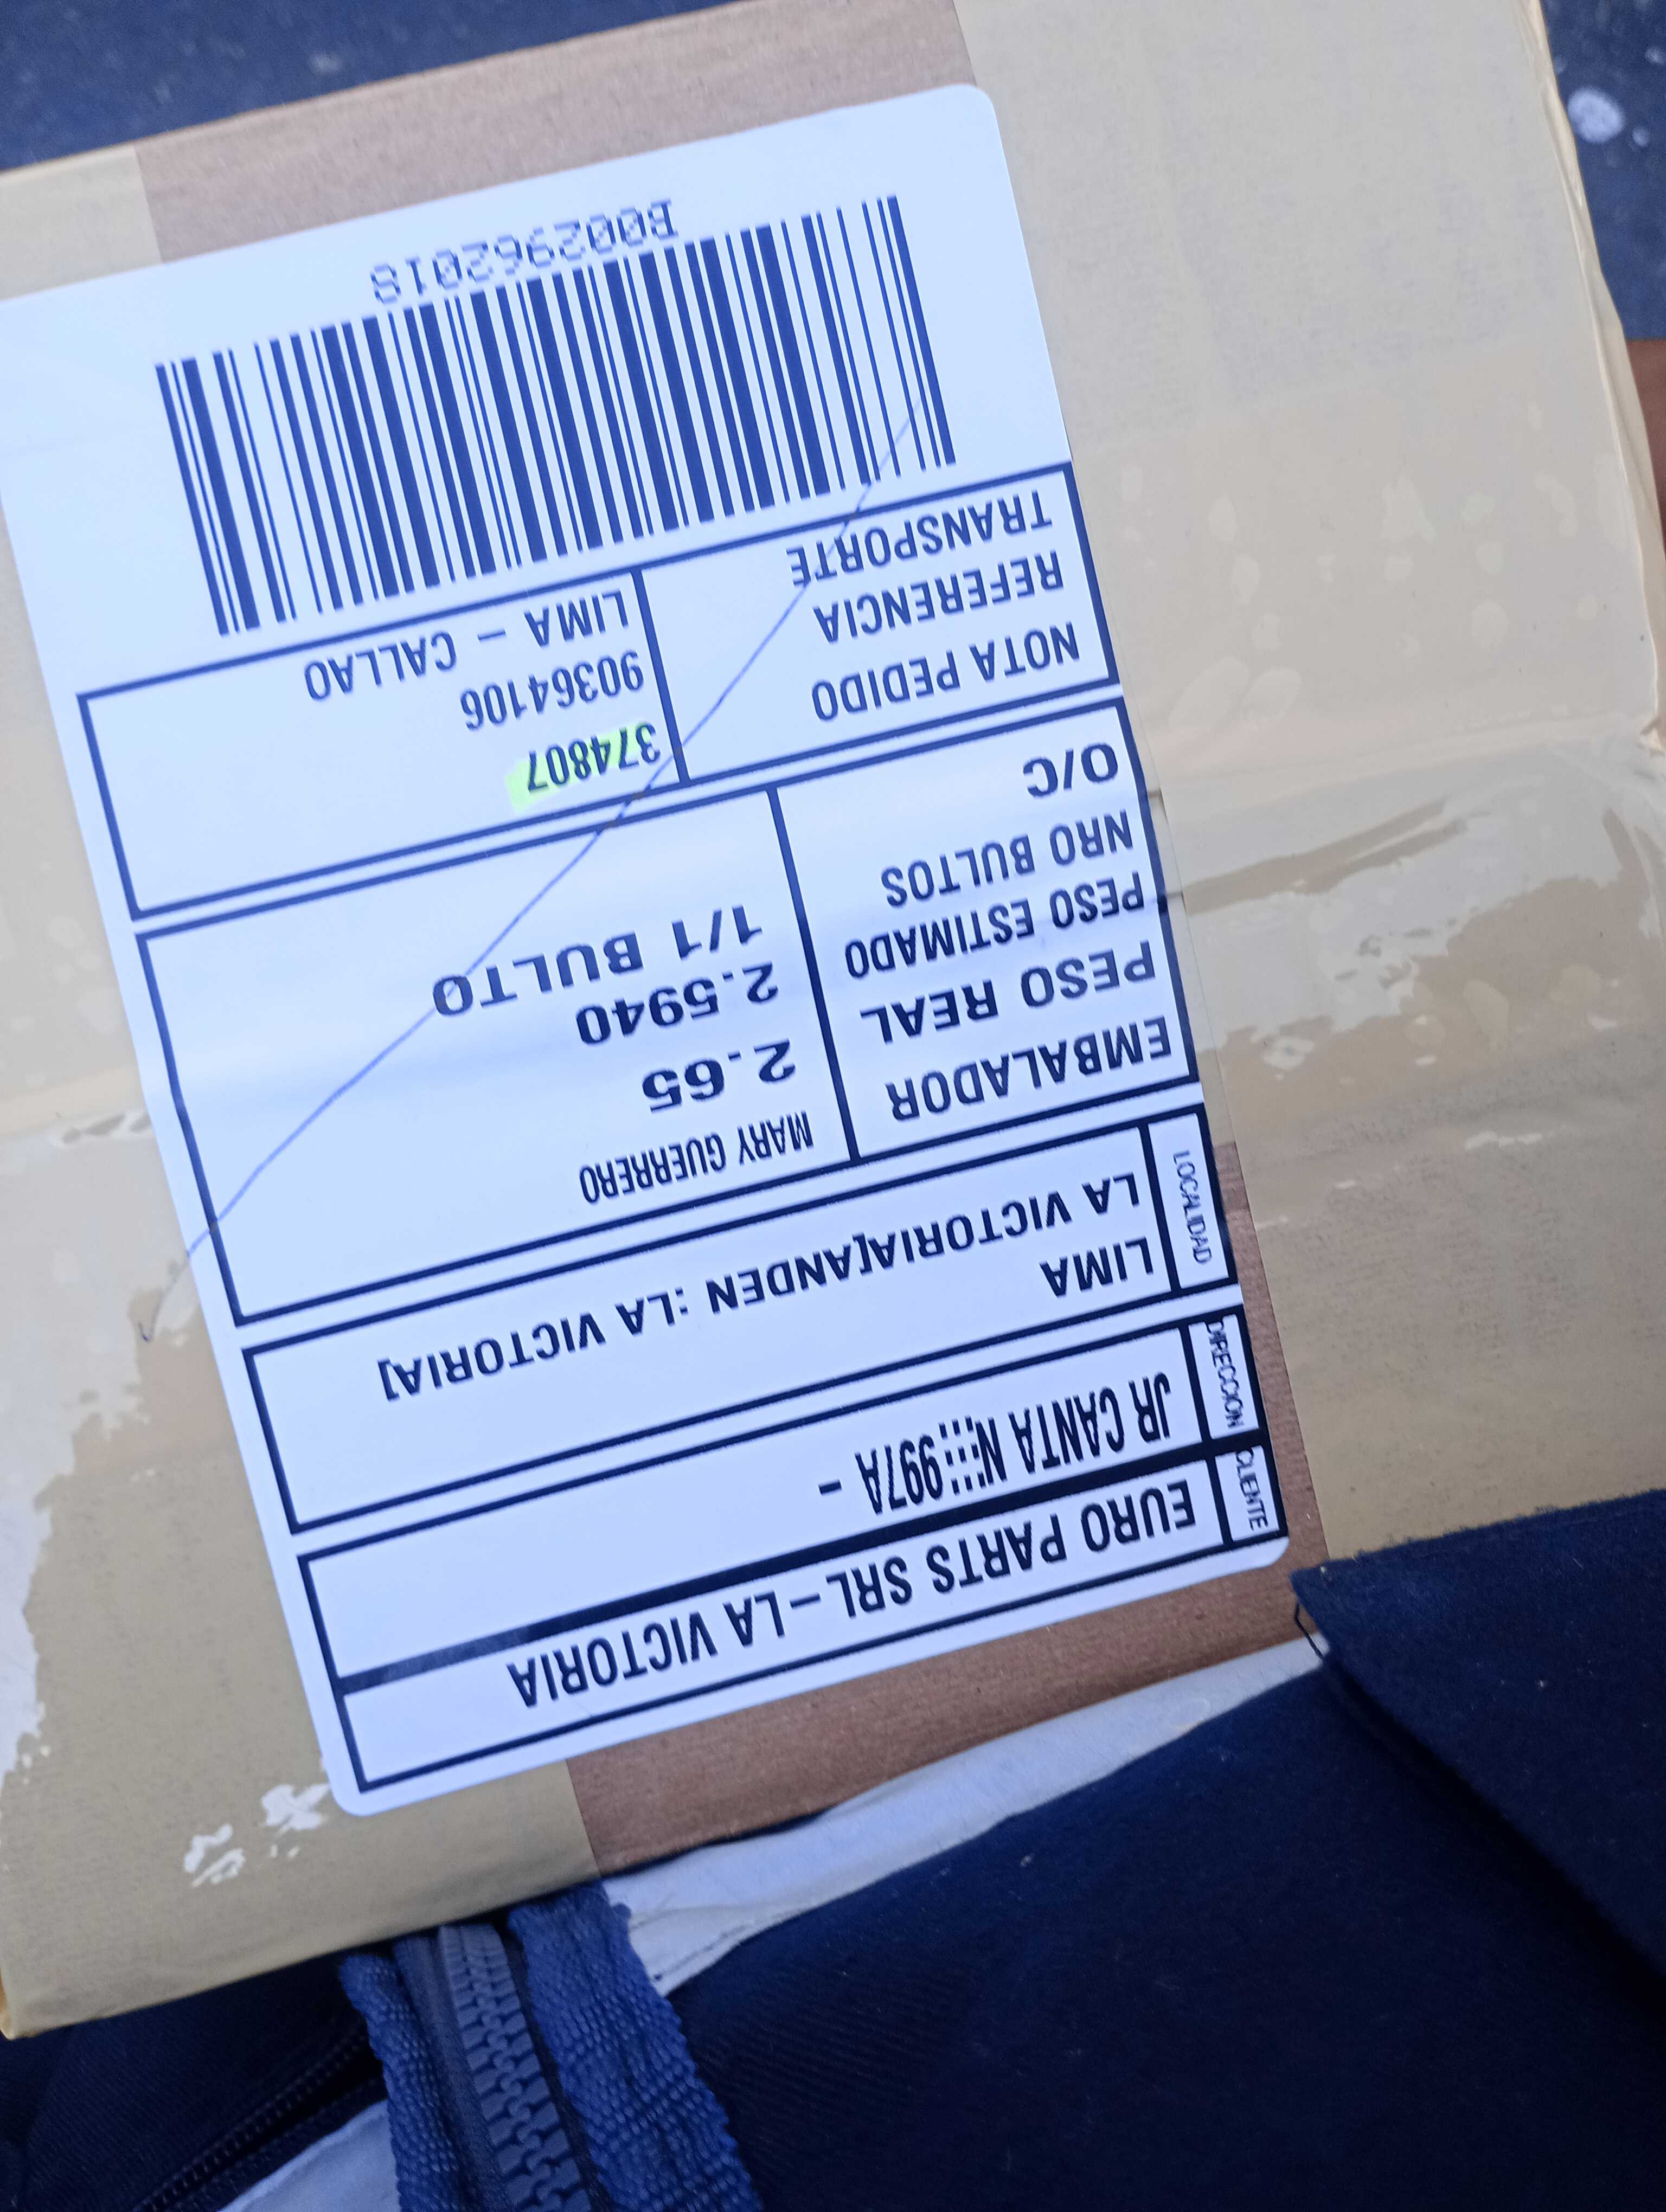 CLIENTE EURO PARTS SRL-LA VICTORIA
DIRECCION JR CANTA N:::997A -
LOCALIDAD LIMA
LA VICTORIA[ANDEN :LA VICTORIA]
EMBALADOR MARY GUERRERO
PESO REAL 2.65
PESO ESTIMADO 2.5940
NRO BULTOS 1/1 BULTO
O/C
NOTA PEDIDO 374807
REFERENCIA 90364106
TRANSPORTE LIMA - CALLAO
B002962018